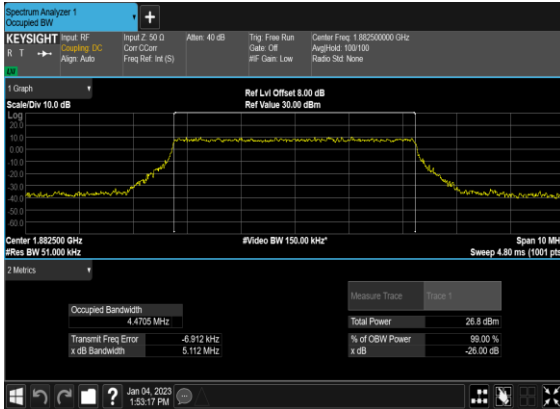 Spectrum Analyzer 1
Occupied BW
+
KEYSIGHT
R T
Input: RF
Coupling: DC
Align: Auto
Input Z: 50 Ω
Corr CCorr
Freq Ref: Int (S)
Atten: 40 dB
Trig: Free Run
Gate: Off
#IF Gain: Low
Center Freq: 1.882500000 GHz
Avg|Hold: 100/100
Radio Std: None
1 Graph
Scale/Div 10.0 dB
Ref Lvl Offset 8.00 dB
Ref Value 30.00 dBm
Log
20.0
10.0
0.00
-10.0
-20.0
-30.0
-40.0
-50.0
-60.0
Center 1.882500 GHz
#Res BW 51.000 kHz
#Video BW 150.00 kHz*
Span 10 MH
Sweep 4.80 ms (1001 pts
2 Metrics
Measure Trace
Trace 1
Occupied Bandwidth
4.4705 MHz
Total Power
26.8 dBm
Transmit Freq Error
-6.912 kHz
% of OBW Power
99.00 %
x dB Bandwidth
5.112 MHz
x dB
-26.00 dB
?
Jan 04, 2023
1:53:17 PM